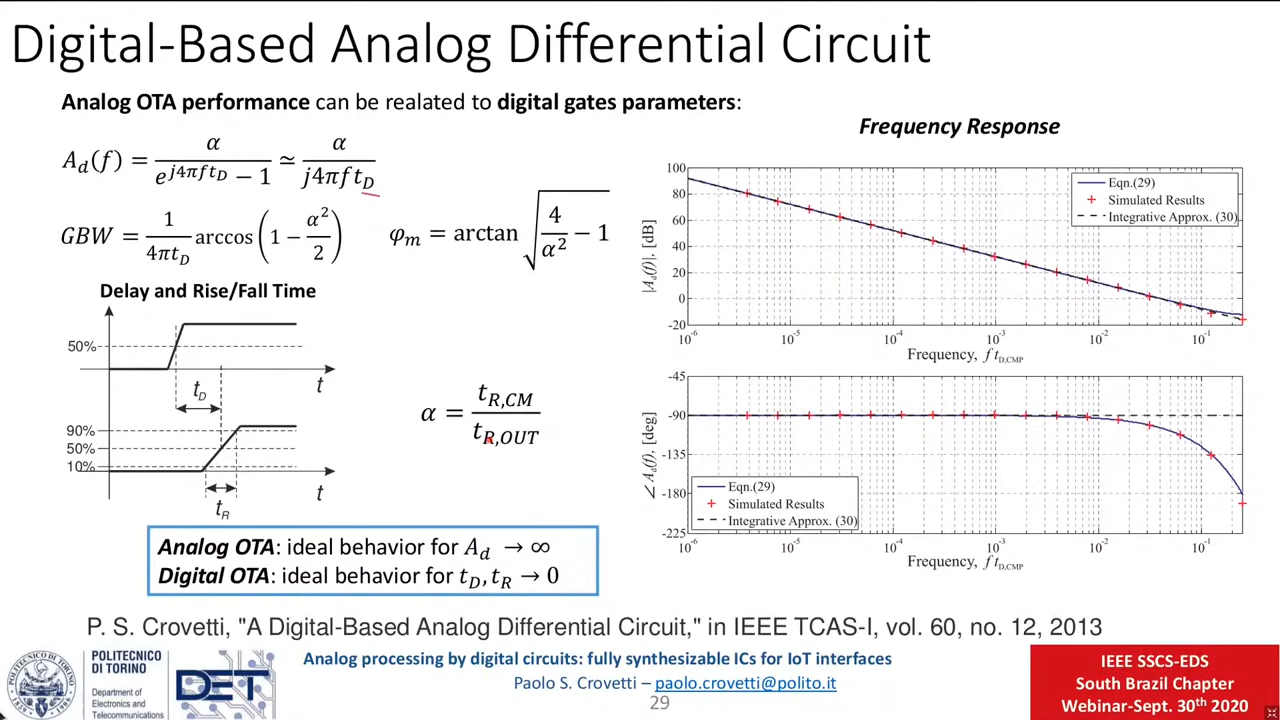 Digital-Based Analog Differential Circuit
Analog OTA performance can be realated to digital gates parameters:
A_d(f) = α / (e^{j4πft_D} − 1) ≃ α / (j4πft_D)
GBW = 1/(4πt_D) arccos(1 − α²/2)
φ_m = arctan √(4/α² − 1)
Delay and Rise/Fall Time
50%
t_D
t
90%
50%
10%
t_R
t
α = t_{R,CM} / t_{R,OUT}
Analog OTA: ideal behavior for A_d → ∞
Digital OTA: ideal behavior for t_D, t_R → 0
Frequency Response
|A_d(f)|, [dB]
100
80
60
40
20
0
-20
Eqn.(29)
Simulated Results
Integrative Approx. (30)
10^-6 10^-5 10^-4 10^-3 10^-2 10^-1
Frequency, f t_{D,CMP}
∠ A_d(f), [deg]
-45
-90
-135
-180
-225
Eqn.(29)
Simulated Results
Integrative Approx. (30)
10^-6 10^-5 10^-4 10^-3 10^-2 10^-1
Frequency, f t_{D,CMP}
P. S. Crovetti, "A Digital-Based Analog Differential Circuit," in IEEE TCAS-I, vol. 60, no. 12, 2013
POLITECNICO
DI TORINO
Department of
Electronics and
Telecommunications
DET
Analog processing by digital circuits: fully synthesizable ICs for IoT interfaces
Paolo S. Crovetti – paolo.crovetti@polito.it
29
IEEE SSCS-EDS
South Brazil Chapter
Webinar-Sept. 30th 2020